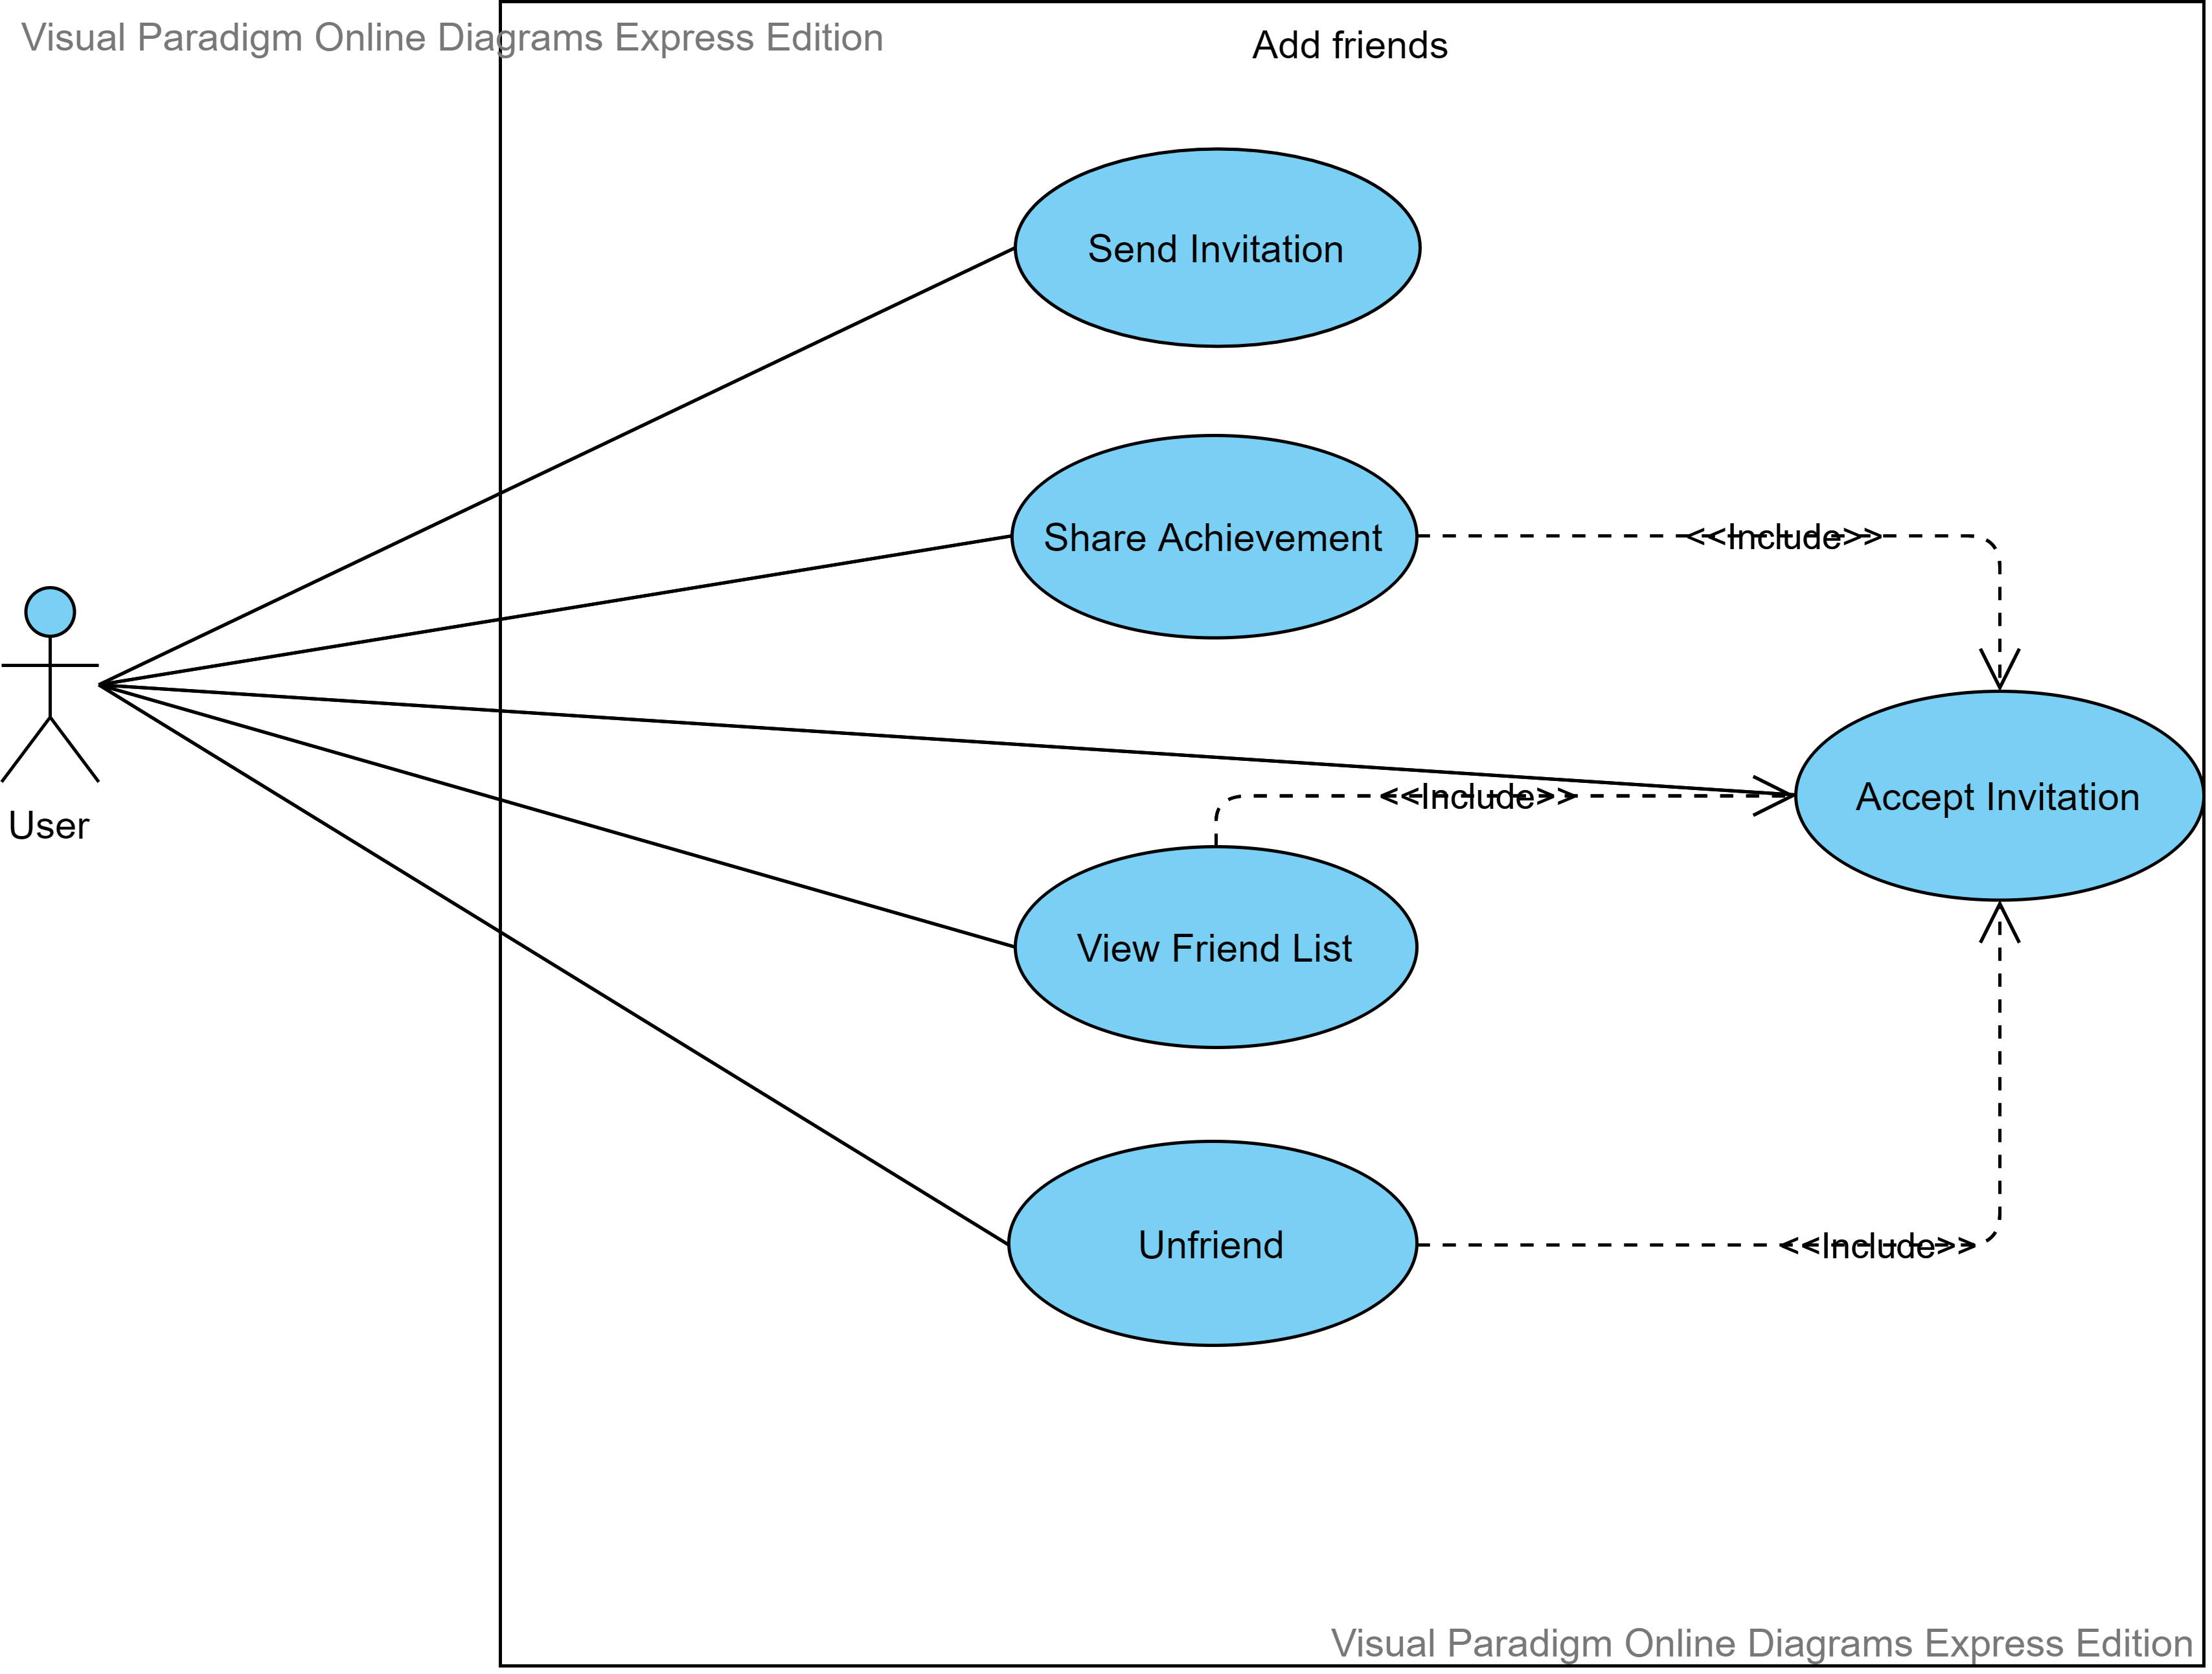 Visual Paradigm Online Diagrams Express Edition
Add friends
Send Invitation
Share Achievement
<<Include>>
User
<<Include>>
Accept Invitation
View Friend List
Unfriend
<<Include>>
Visual Paradigm Online Diagrams Express Edition